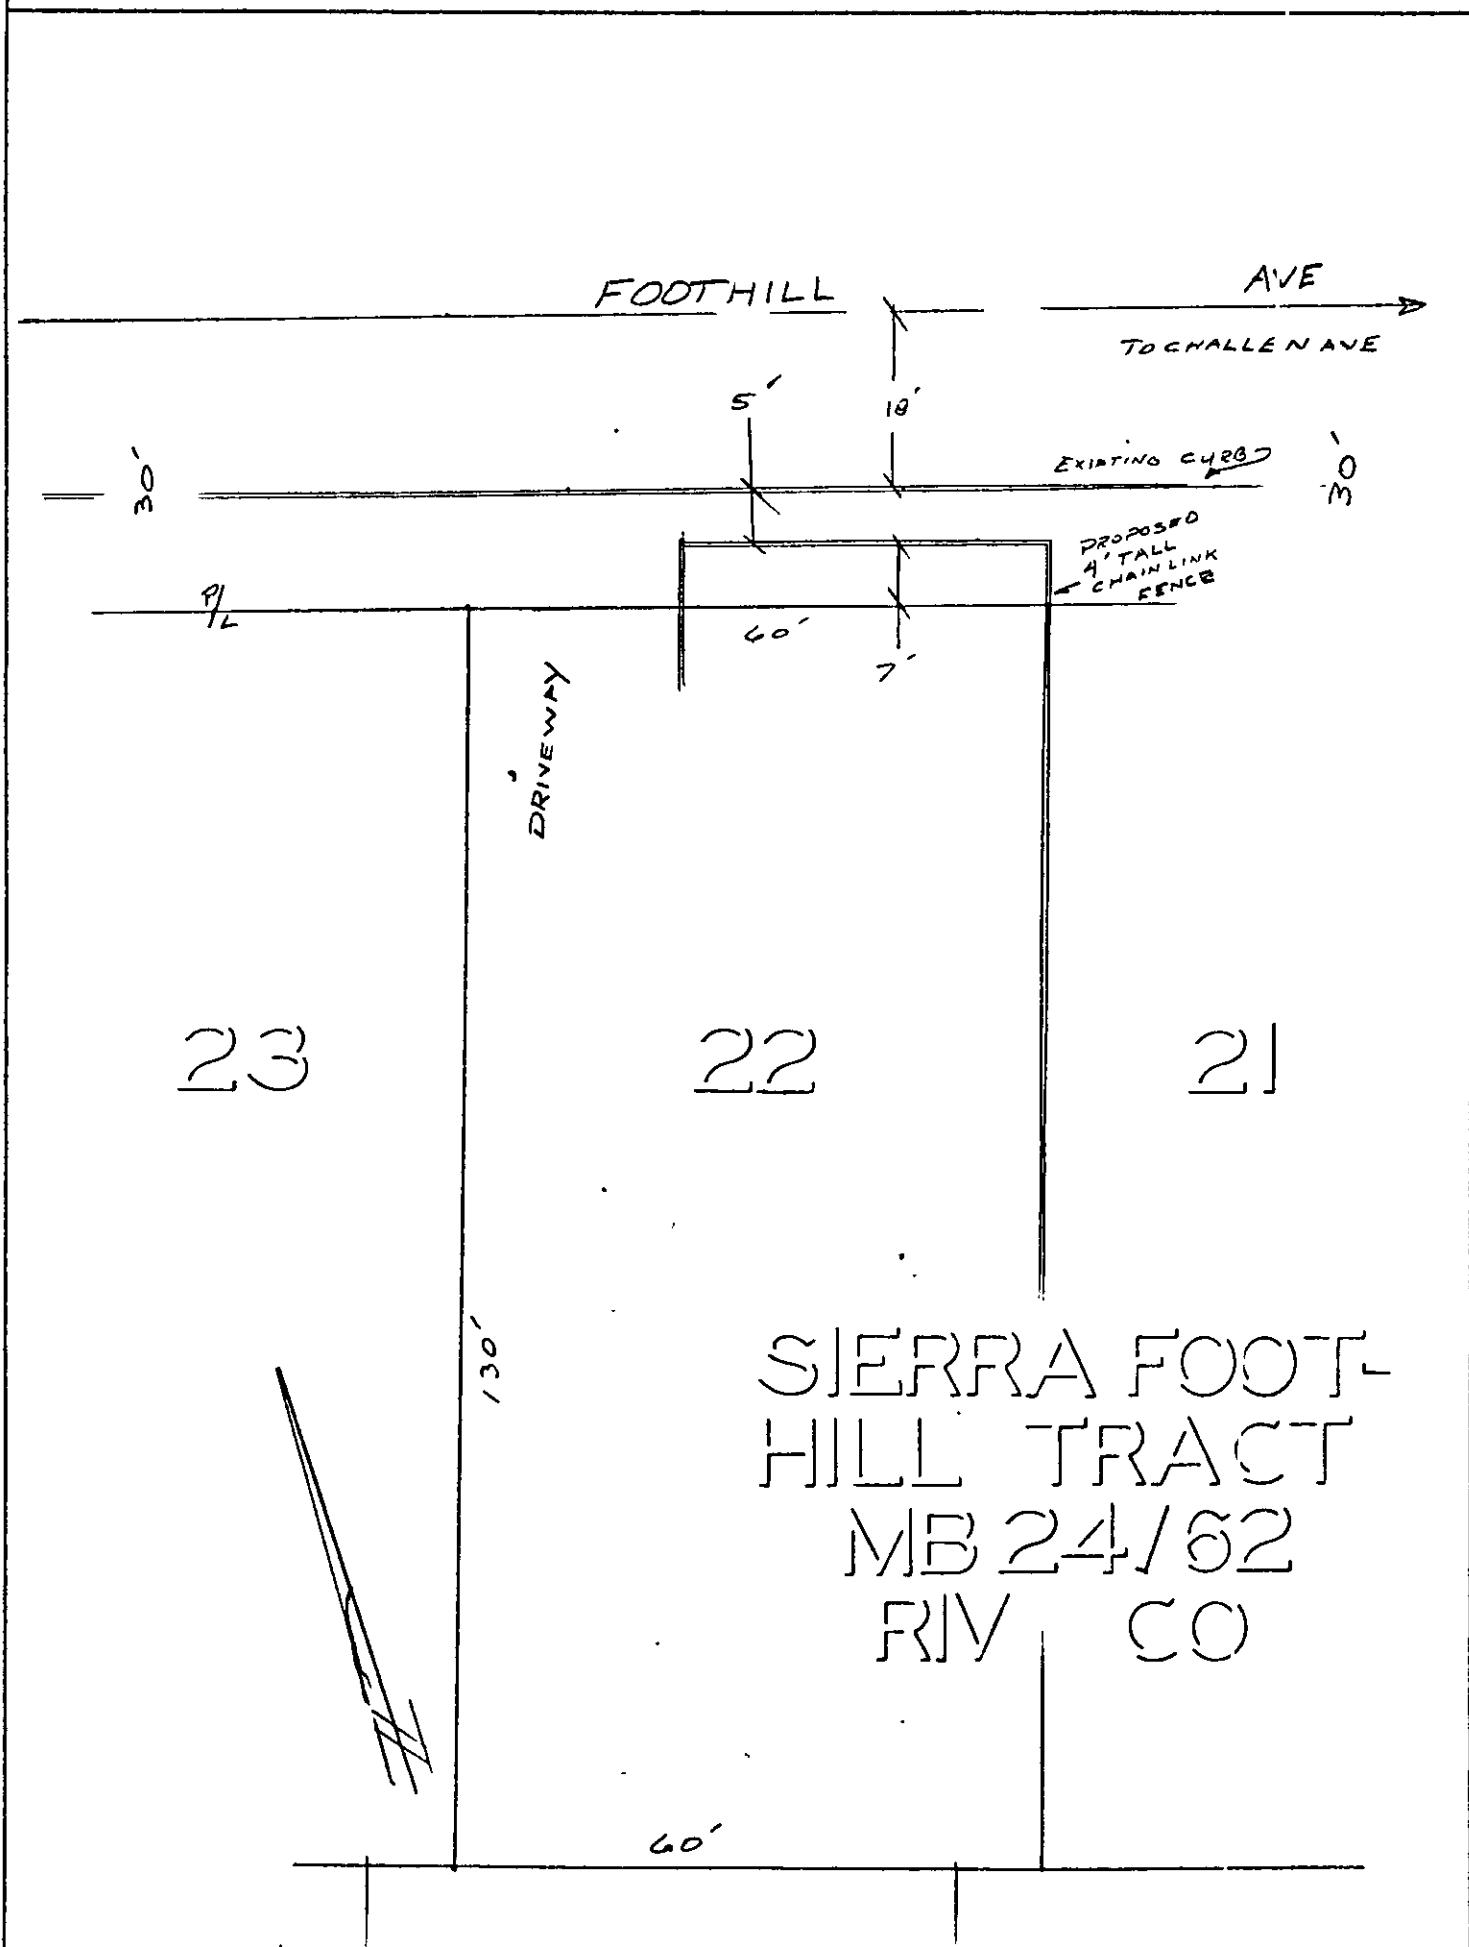 FOOTHILL AVE
TO CHALLEN AVE
5'
18'
30'
EXISTING CURB
30'
PROPOSED
4' TALL
CHAIN LINK
FENCE
P/L
60'
7'
DRIVEWAY
23
22
21
130'
SIERRA FOOT-
HILL TRACT
MB 24/62
RIV CO
N
60'